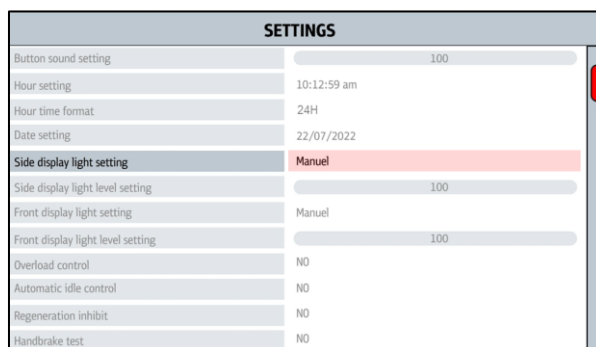 SETTINGS
Button sound setting 100
Hour setting 10:12:59 am
Hour time format 24H
Date setting 22/07/2022
Side display light setting Manuel
Side display light level setting 100
Front display light setting Manuel
Front display light level setting 100
Overload control NO
Automatic idle control NO
Regeneration inhibit NO
Handbrake test NO